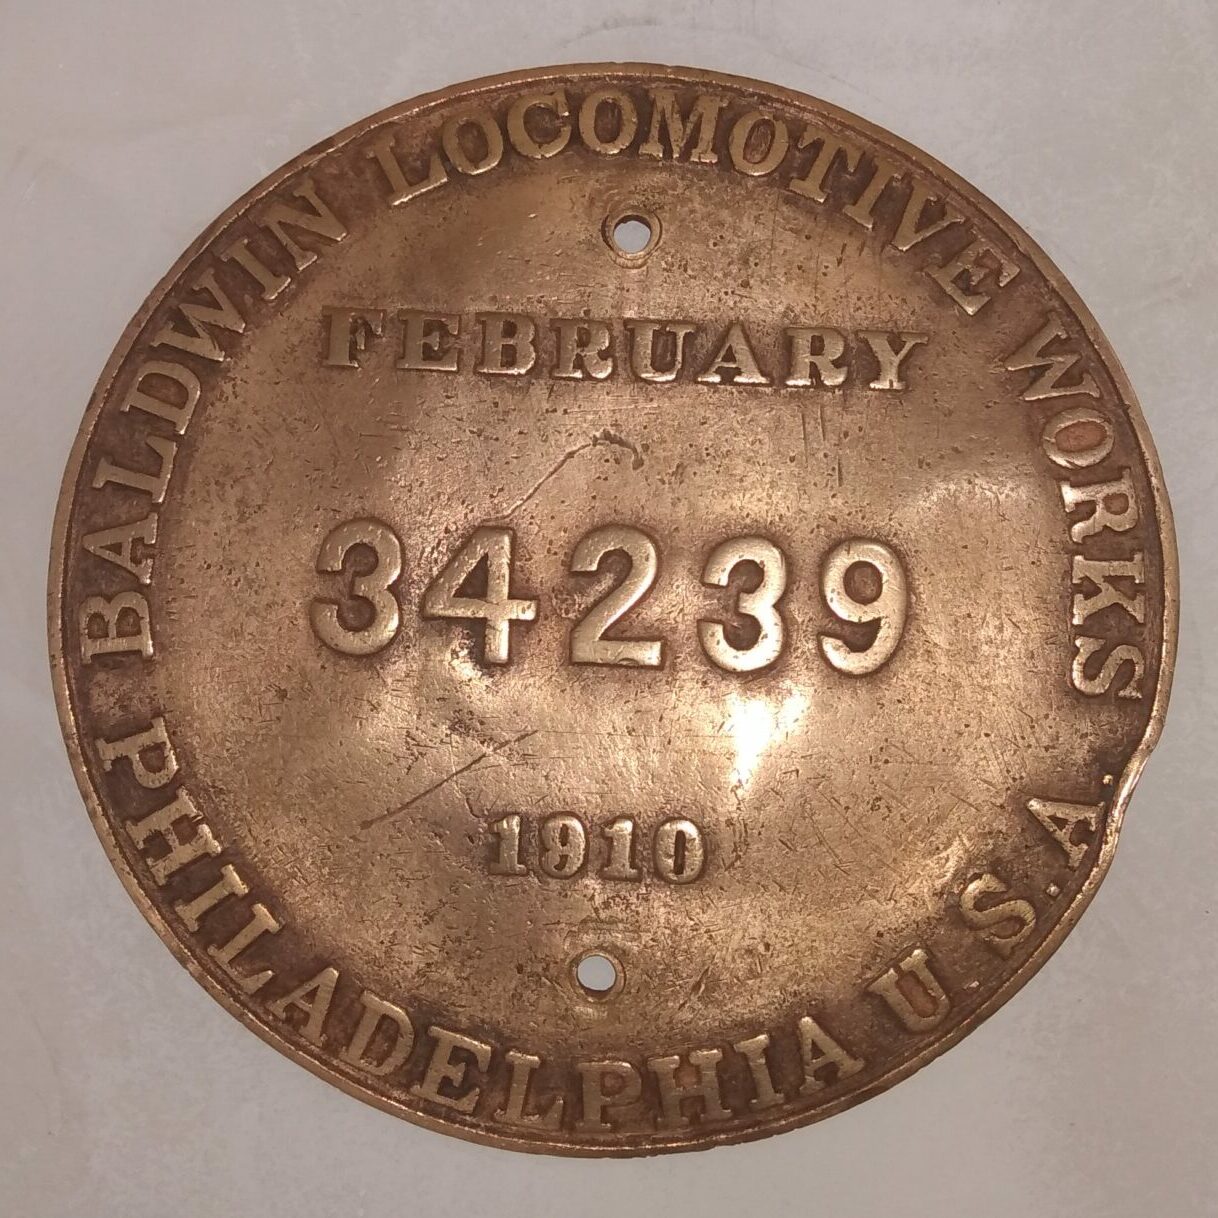 BALDWIN LOCOMOTIVE WORKS
FEBRUARY
34239
1910
PHILADELPHIA U.S.A.